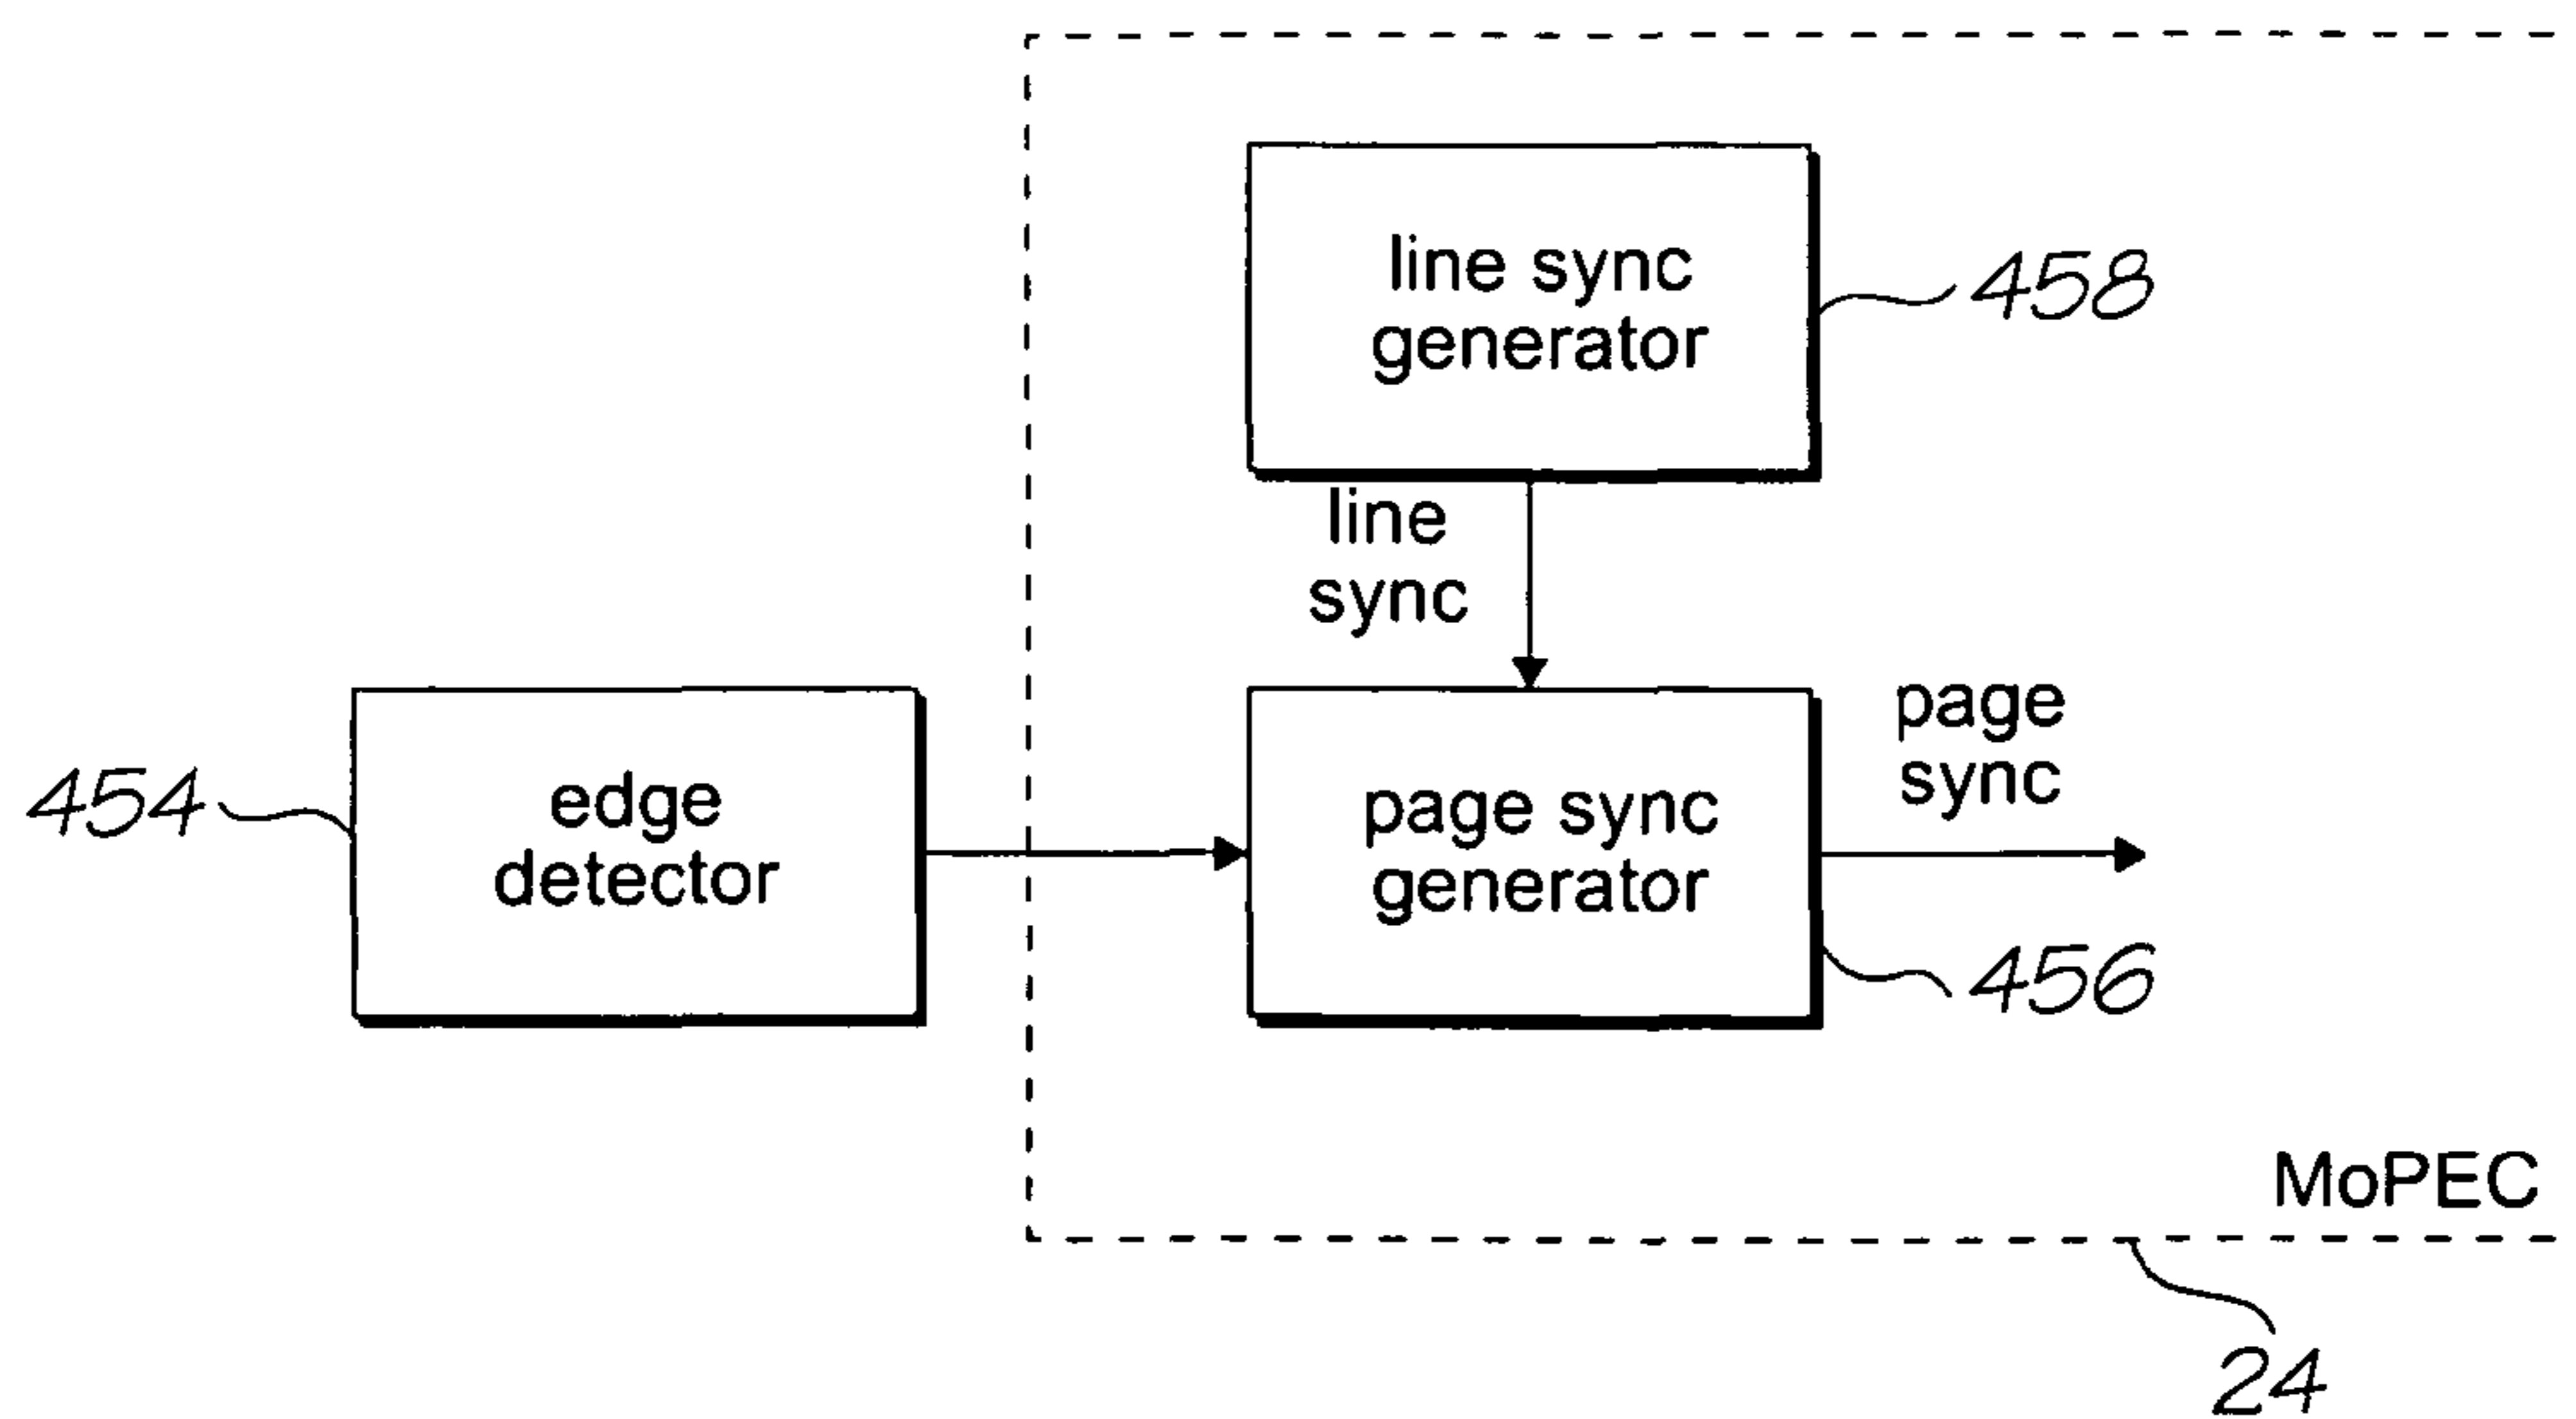 line sync
generator
458
line
sync
page
sync
454
edge
detector
page sync
generator
456
MoPEC
24